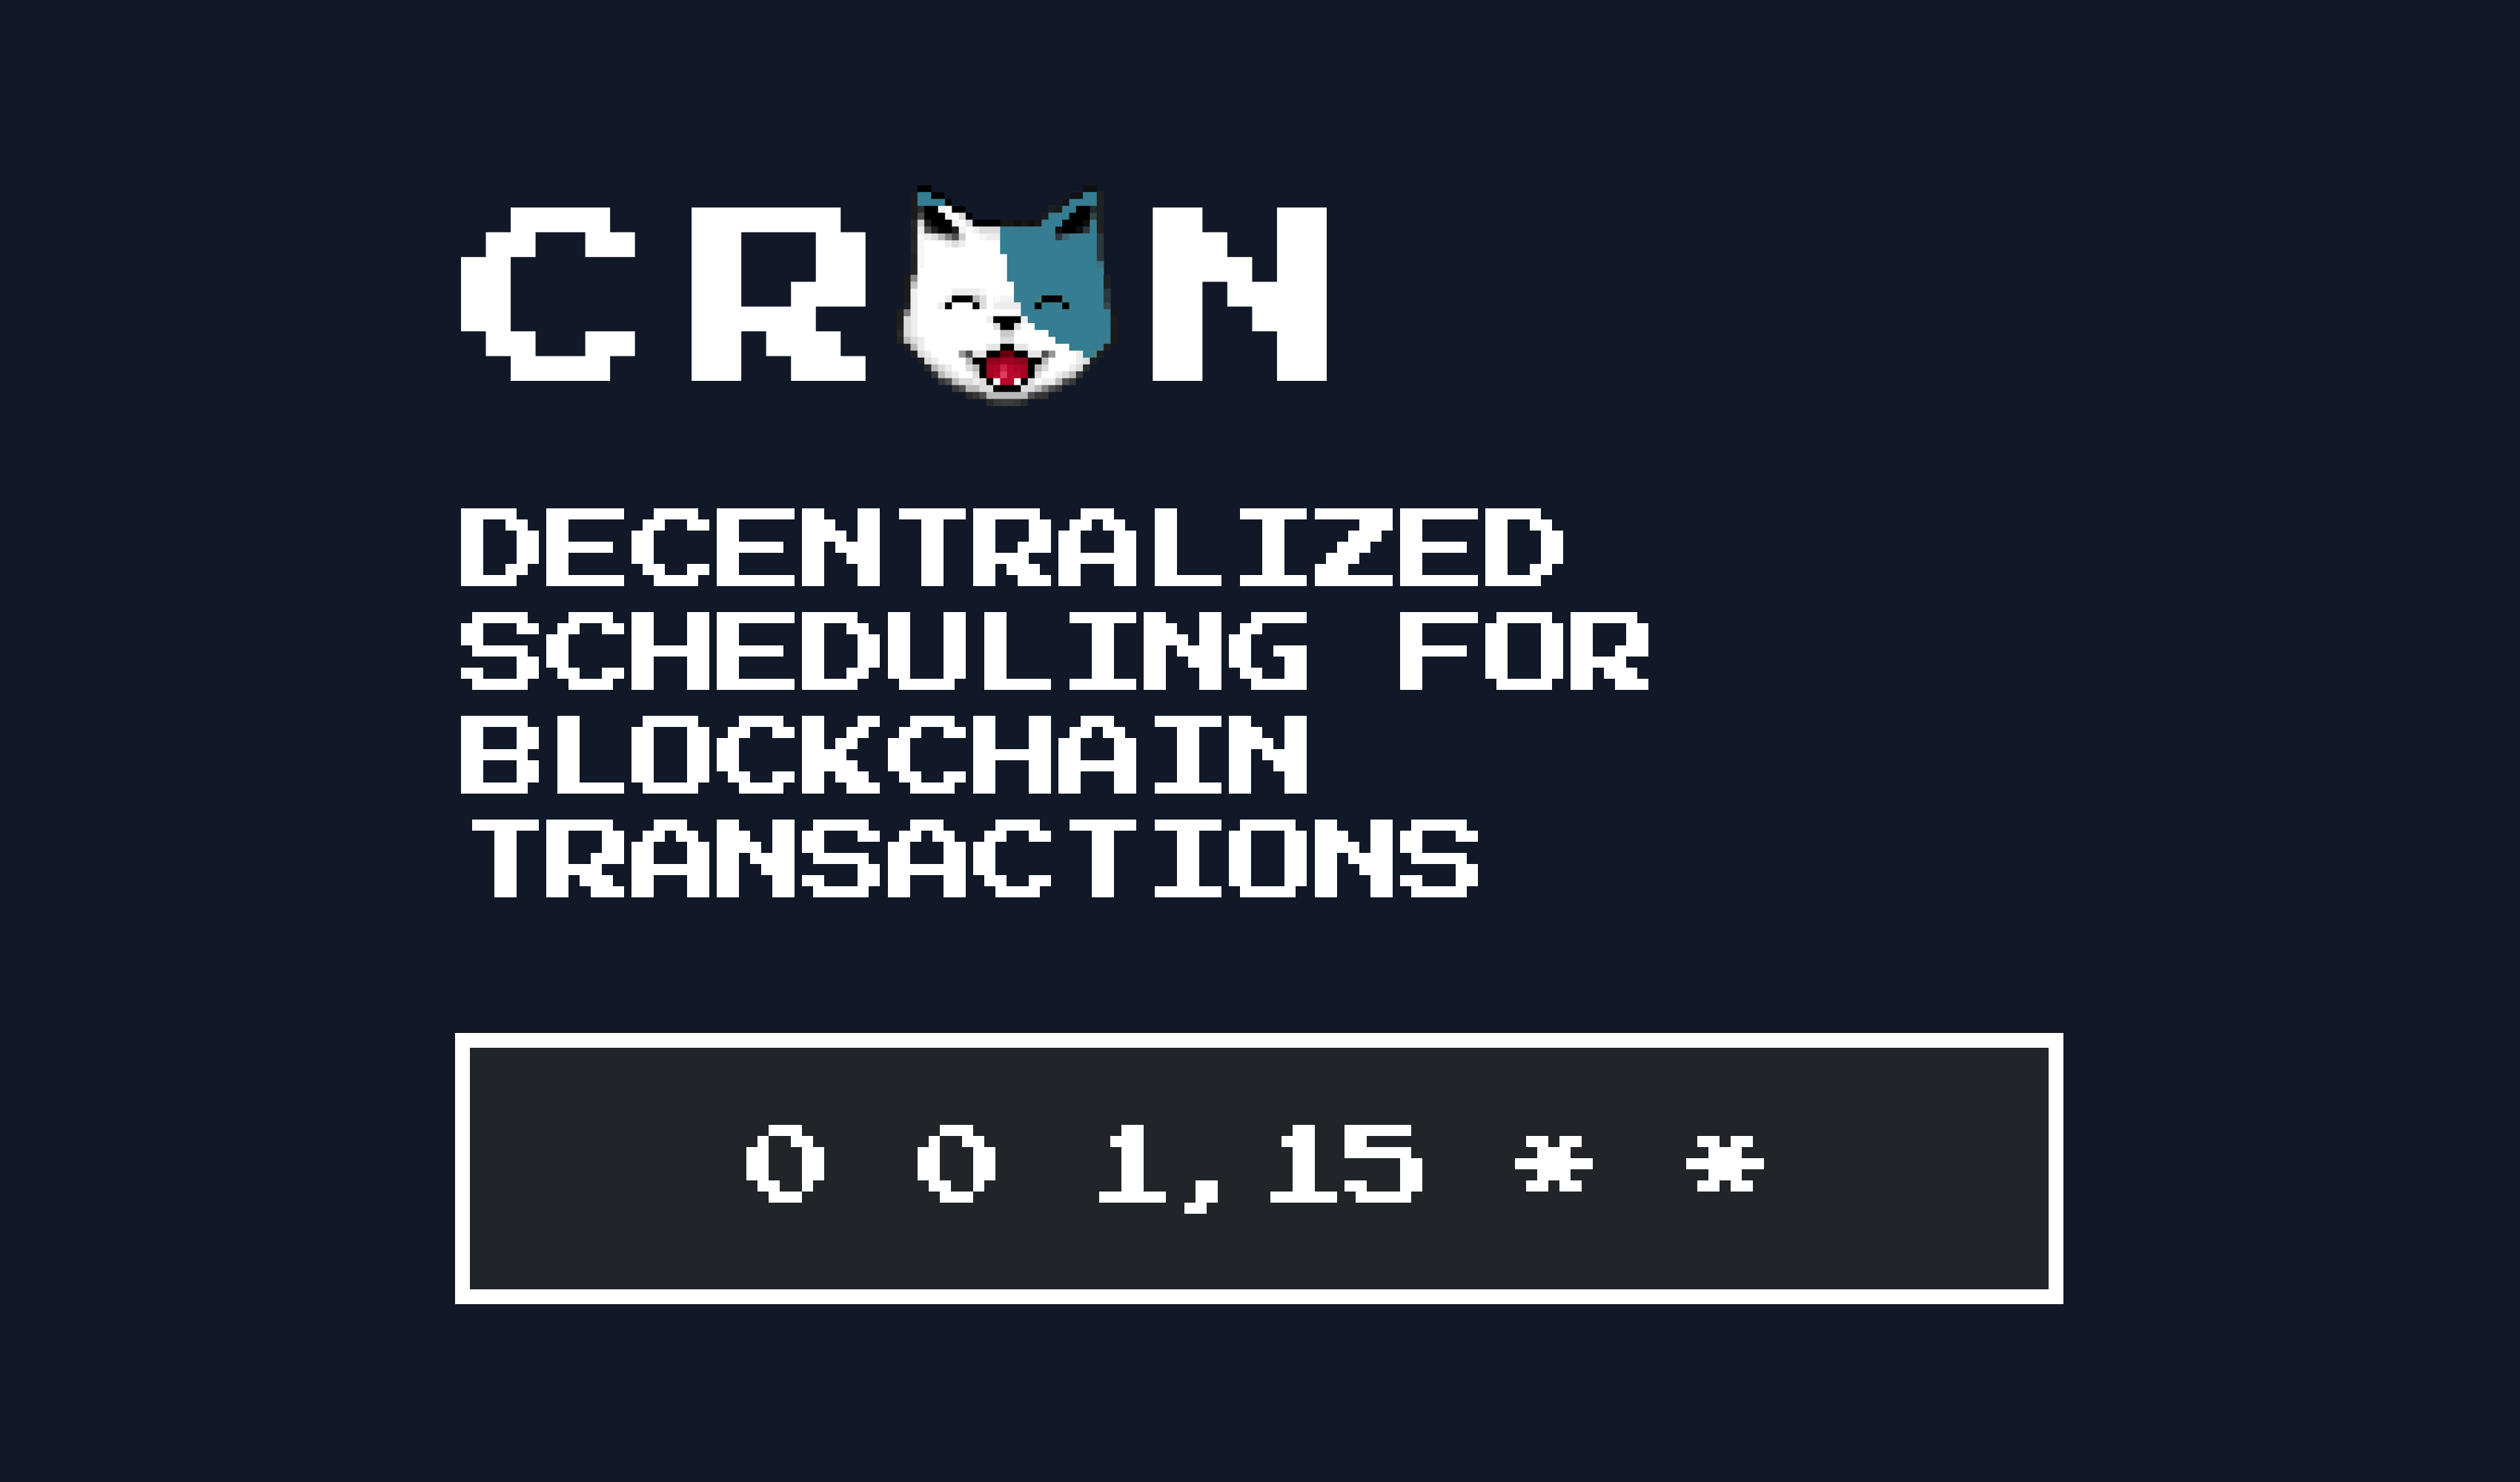 CRON
DECENTRALIZED
SCHEDULING FOR
BLOCKCHAIN
TRANSACTIONS
0 0 1,15 * *